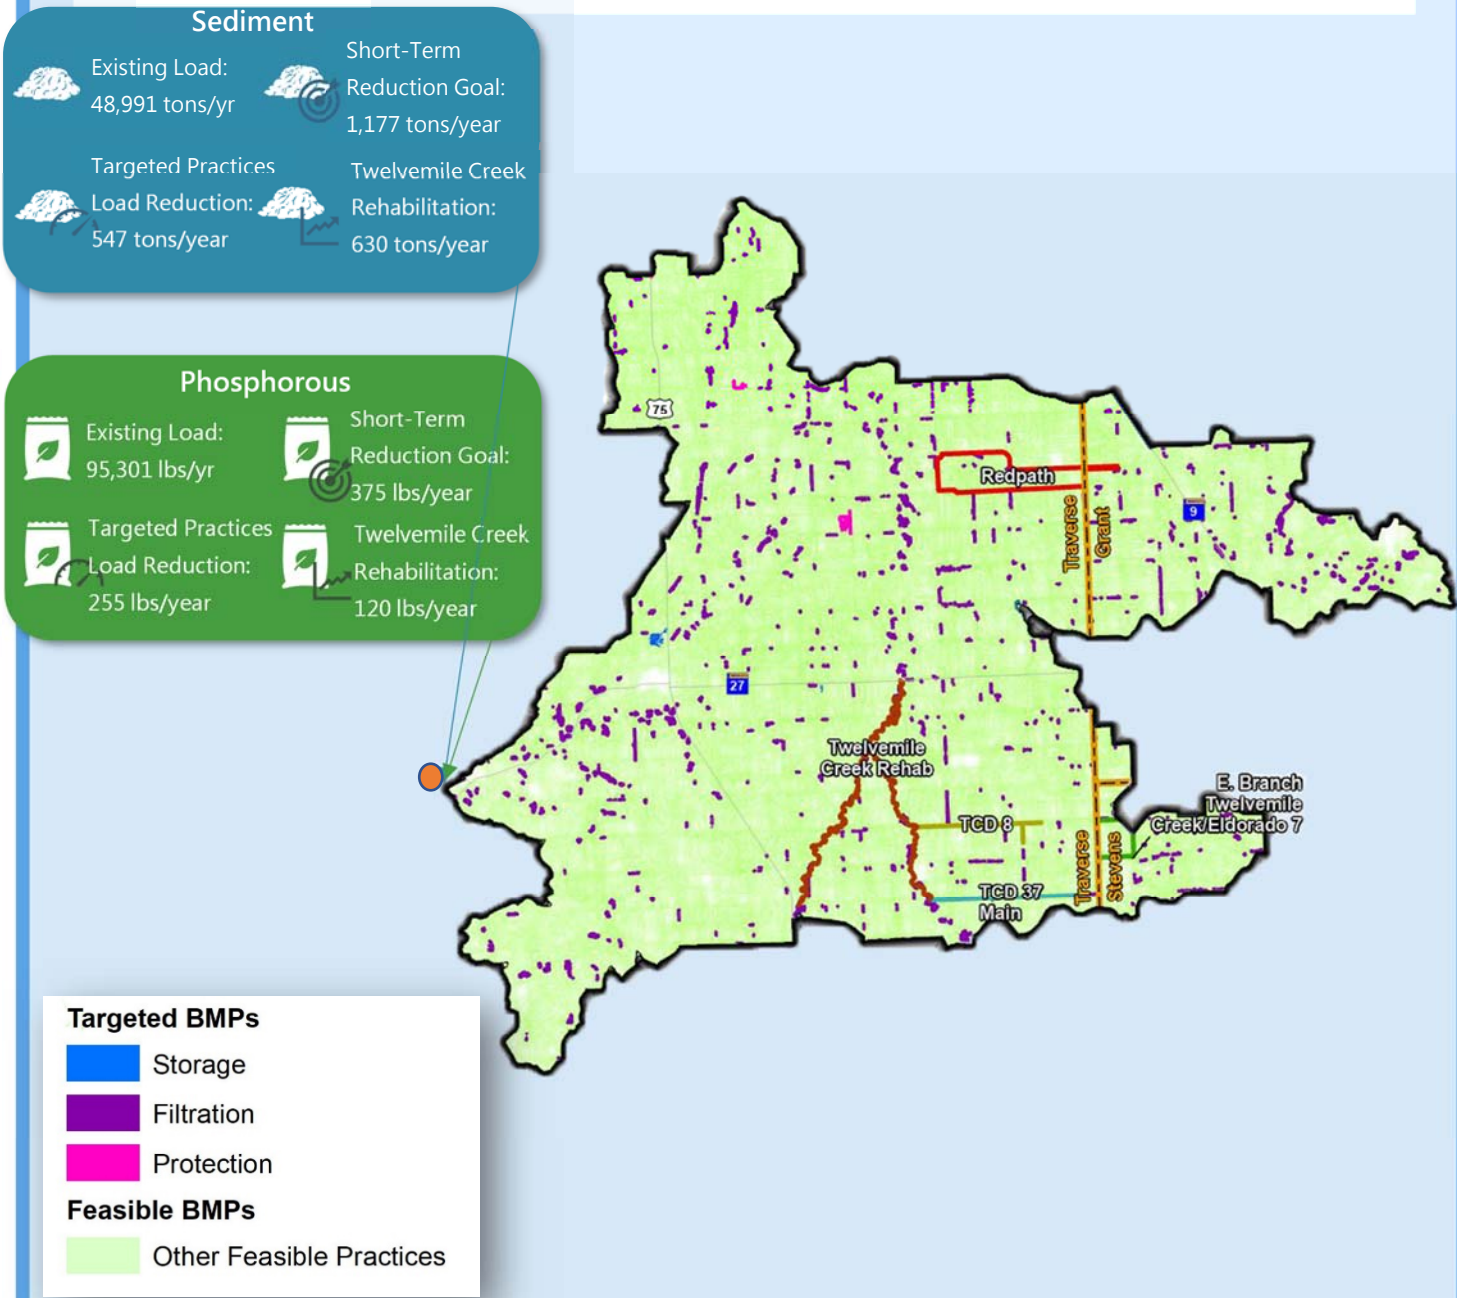 Sediment
Existing Load:
48,991 tons/yr
Short-Term
Reduction Goal:
1,177 tons/year
Targeted Practices
Load Reduction:
547 tons/year
Twelvemile Creek
Rehabilitation:
630 tons/year
Phosphorous
Existing Load:
95,301 lbs/yr
Short-Term
Reduction Goal:
375 lbs/year
Targeted Practices
Load Reduction:
255 lbs/year
Twelvemile Creek
Rehabilitation:
120 lbs/year
75
Redpath
Traverse
Grant
9
27
Twelvemile
Creek Rehab
E. Branch
Twelvemile
Creek/Eldorado 7
TCD 8
Traverse
Stevens
TCD 37
Main
Targeted BMPs
Storage
Filtration
Protection
Feasible BMPs
Other Feasible Practices